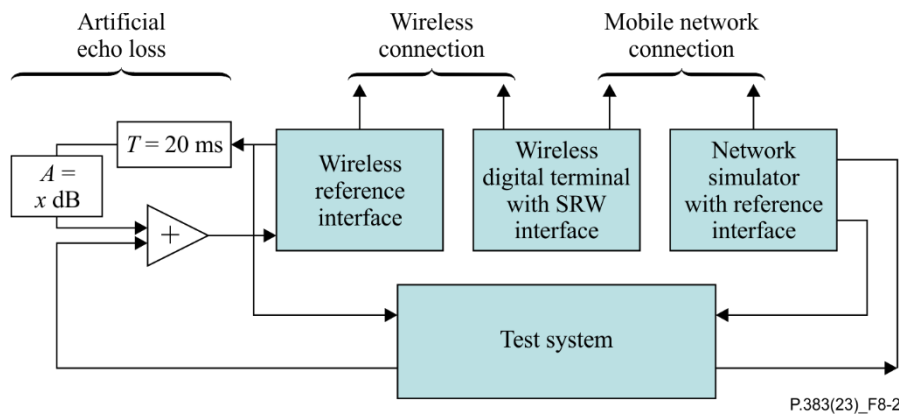 Artificial
echo loss
Wireless
connection
Mobile network
connection
T = 20 ms
A =
x dB
+
Wireless
reference
interface
Wireless
digital terminal
with SRW
interface
Network
simulator
with reference
interface
Test system
P.383(23)_F8-2